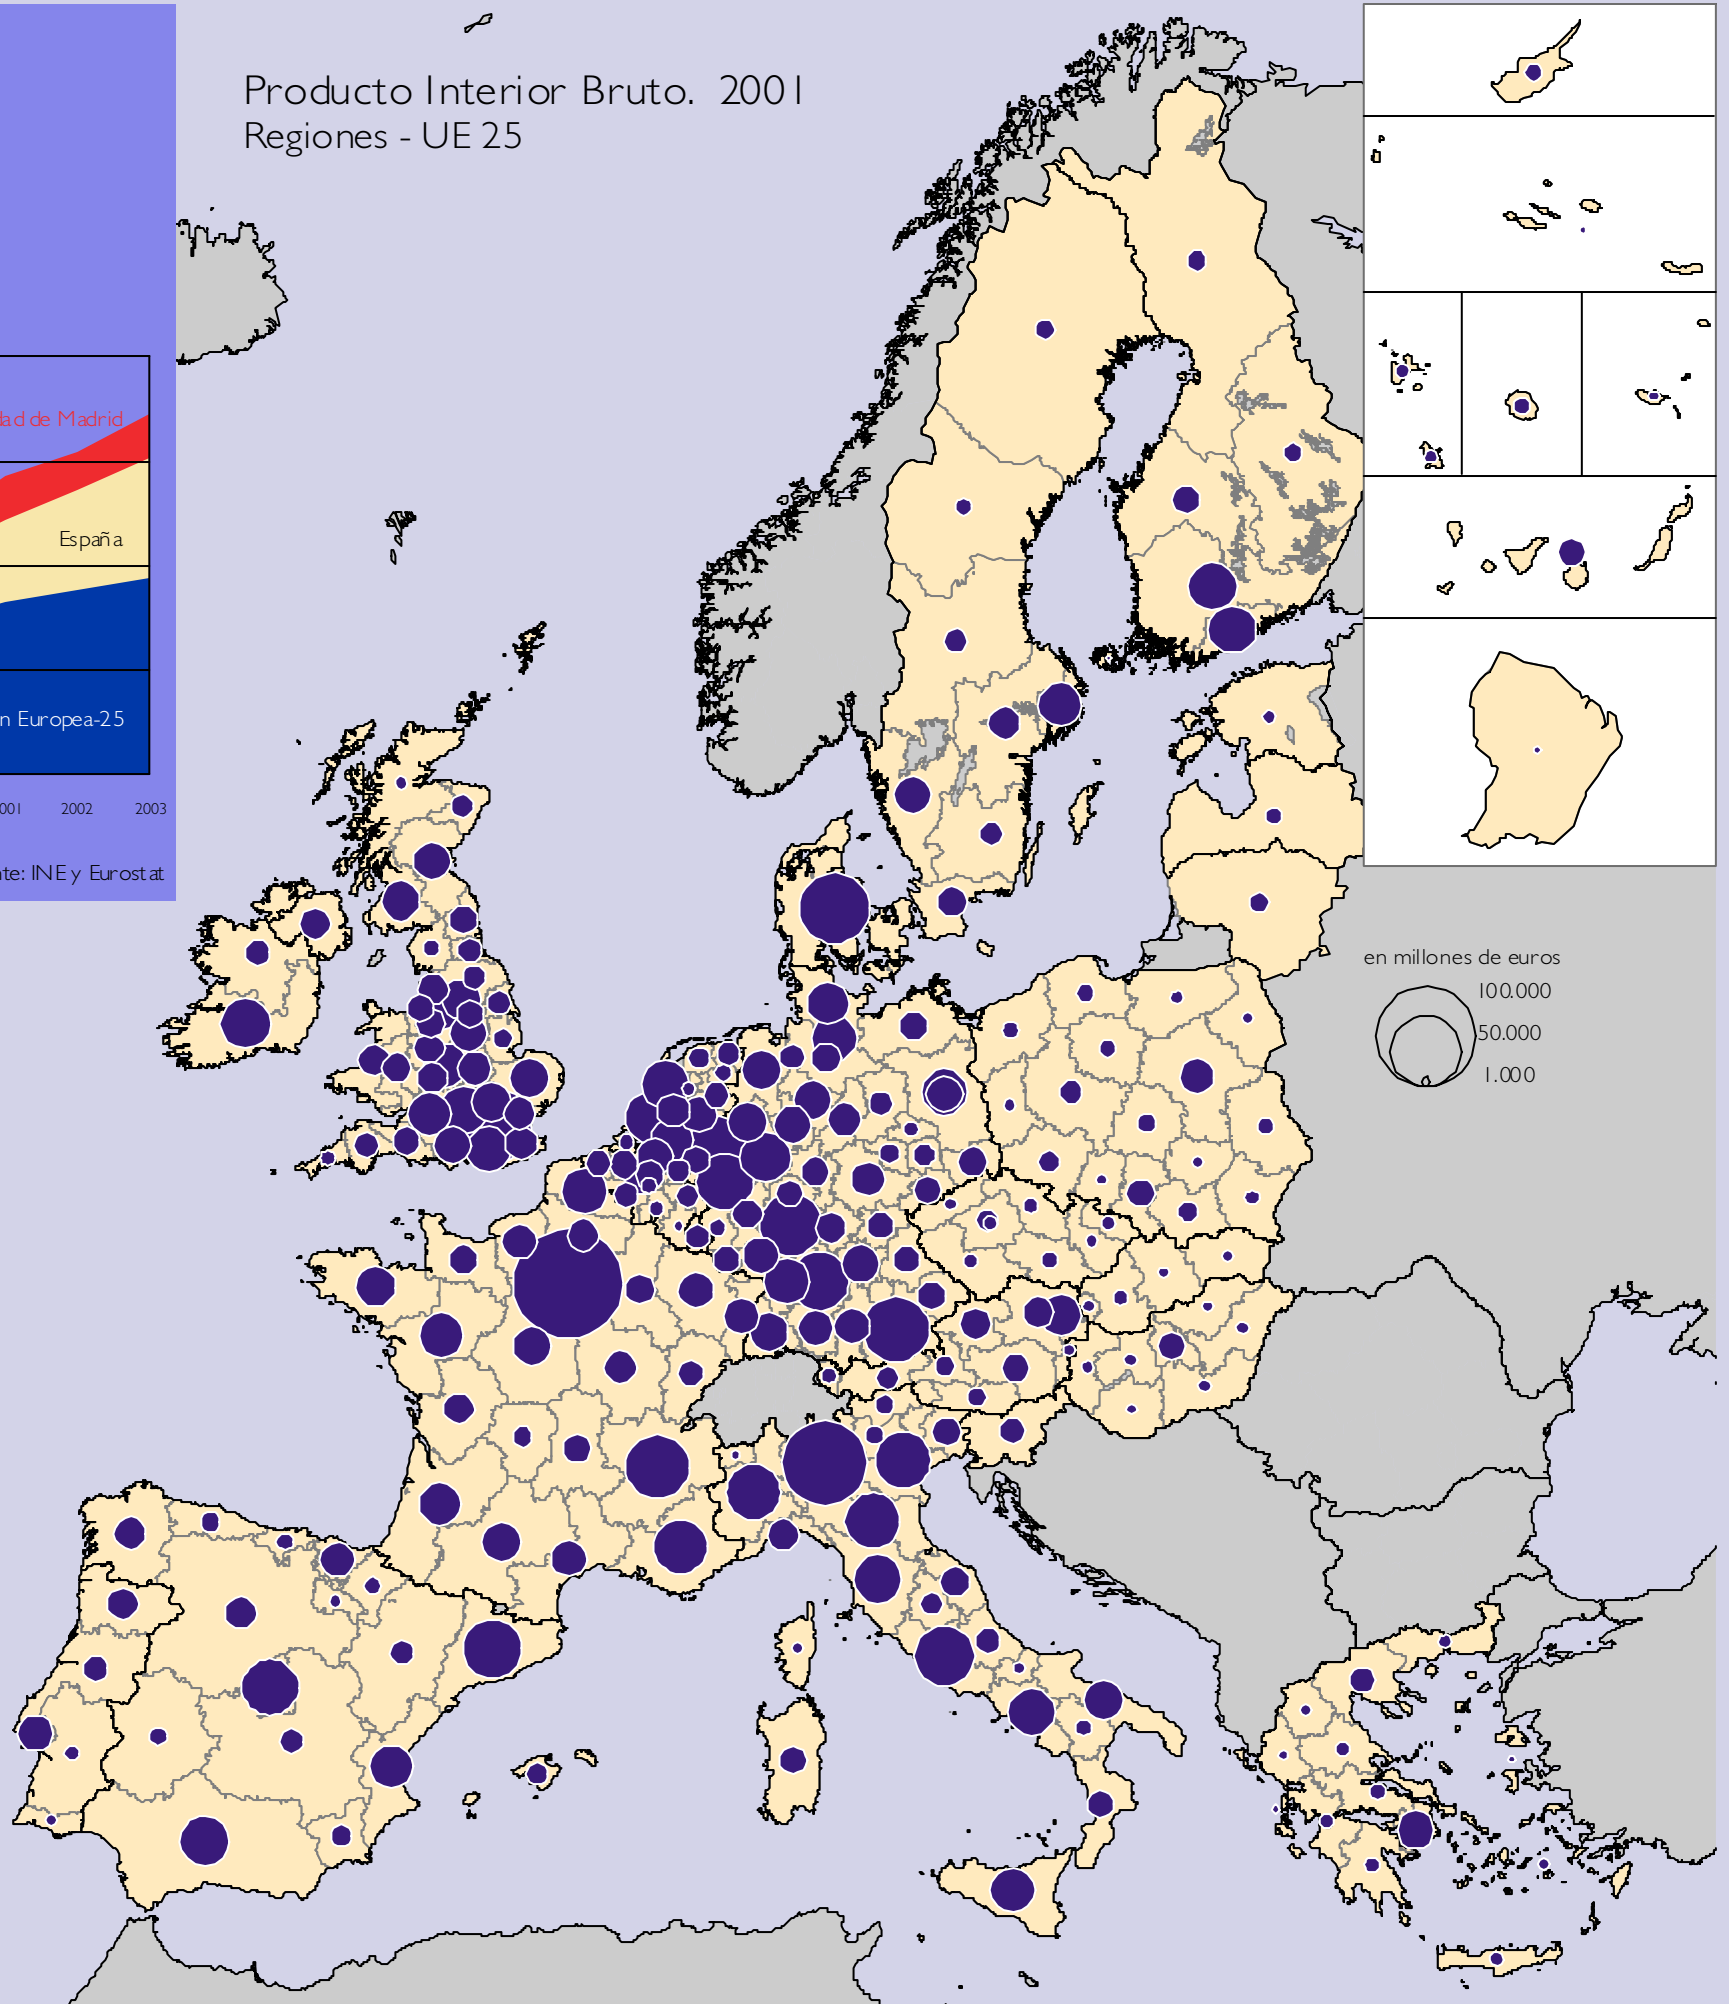 Producto Interior Bruto. 2001
Regiones - UE 25
dad de Madrid
España
n Europea-25
001 2002 2003
te: INE y Eurostat
en millones de euros
100.000
50.000
1.000